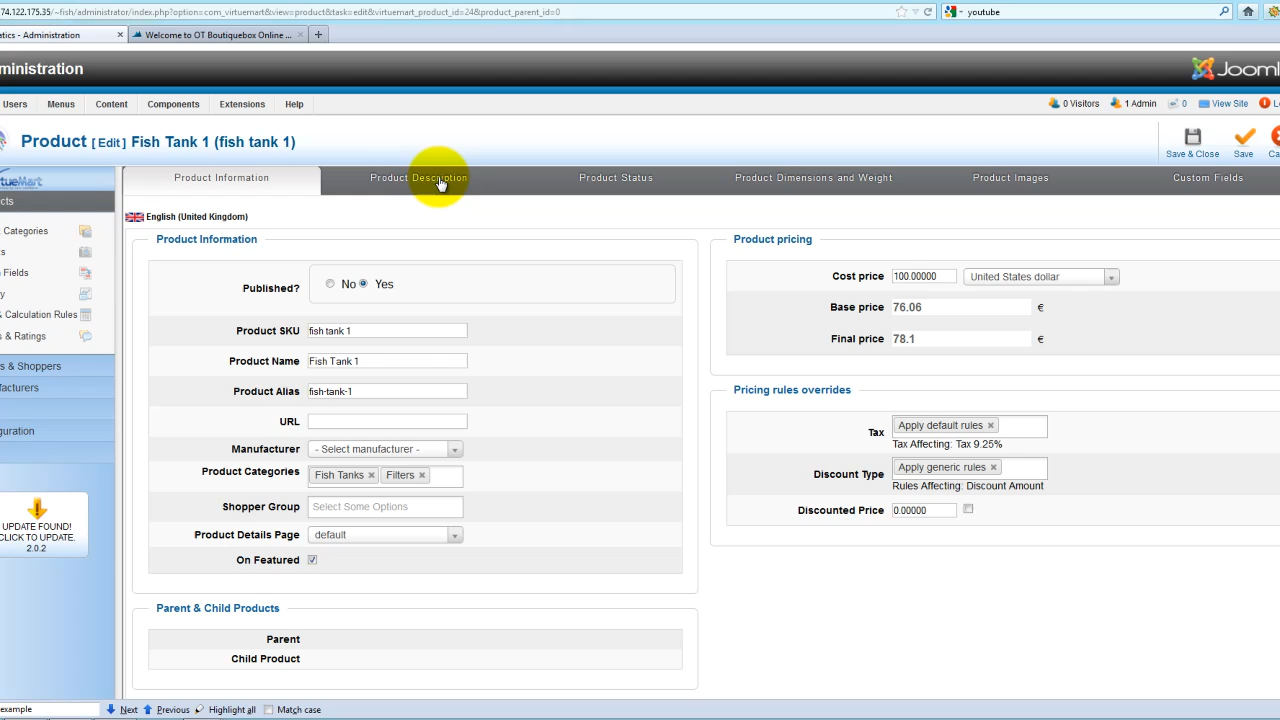 74.122.175.35/~fish/administrator/index.php?option=com_virtuemart&view=product&task=edit&virtuemart_product_id=24&product_parent_id=0
youtube
atics - Administration
Welcome to OT Boutiquebox Online ...
ministration
Joom
Users Menus Content Components Extensions Help
0 Visitors 1 Admin 0 View Site
Product [ Edit ] Fish Tank 1 (fish tank 1)
Save & Close Save Ca
tueMart
Product Information Product Description Product Status Product Dimensions and Weight Product Images Custom Fields
cts
English (United Kingdom)
Categories
Product Information
Product pricing
Fields
Published? No Yes
Cost price 100.00000 United States dollar
Base price 76.06 €
& Calculation Rules
Product SKU fish tank 1
s & Ratings
Final price 78.1 €
Product Name Fish Tank 1
s & Shoppers
Product Alias fish-tank-1
facturers
Pricing rules overrides
URL
Tax Apply default rules
Tax Affecting: Tax 9.25%
guration
Manufacturer - Select manufacturer -
Product Categories Fish Tanks Filters
Discount Type Apply generic rules
Rules Affecting: Discount Amount
Shopper Group Select Some Options
Discounted Price 0.00000
UPDATE FOUND!
CLICK TO UPDATE.
2.0.2
Product Details Page default
On Featured
Parent & Child Products
Parent
Child Product
example Next Previous Highlight all Match case